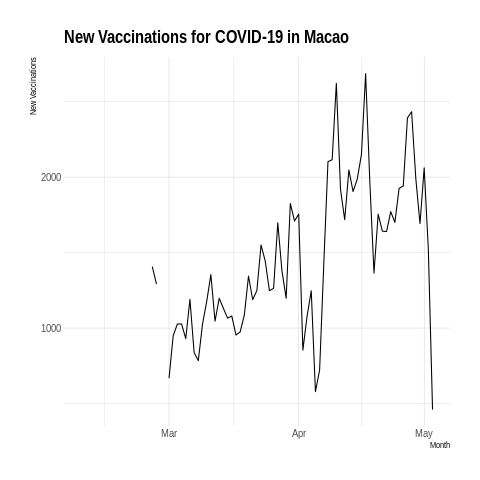 New Vaccinations for COVID-19 in Macao
New Vaccinations
2000
1000
Mar
Apr
May
Month